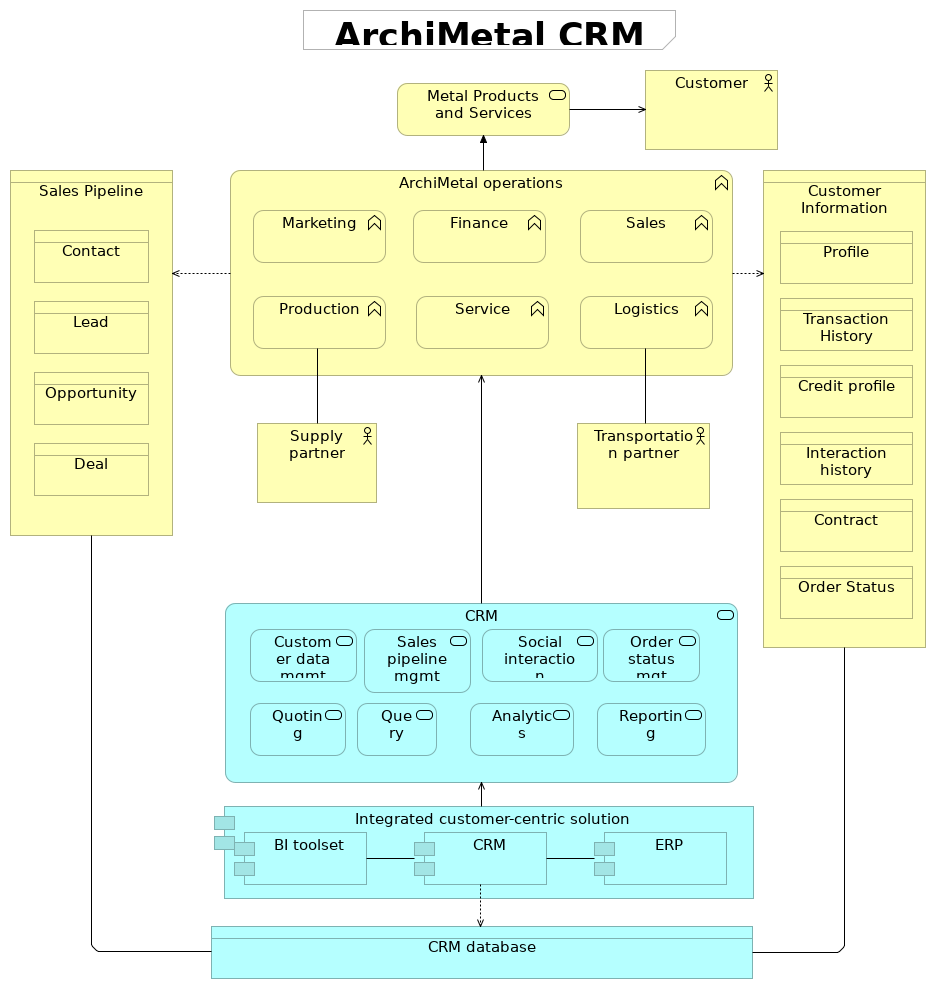 ArchiMetal CRM
Metal Products
and Services
Customer
Sales Pipeline
Contact
Lead
Opportunity
Deal
ArchiMetal operations
Marketing
Finance
Sales
Production
Service
Logistics
Customer
Information
Profile
Transaction
History
Credit profile
Interaction
history
Contract
Order Status
Supply
partner
Transportatio
n partner
CRM
Custom
er data
mgmt
Sales
pipeline
mgmt
Social
interactio
n
Order
status
mgt
Quotin
g
Que
ry
Analytic
s
Reportin
g
Integrated customer-centric solution
BI toolset
CRM
ERP
CRM database